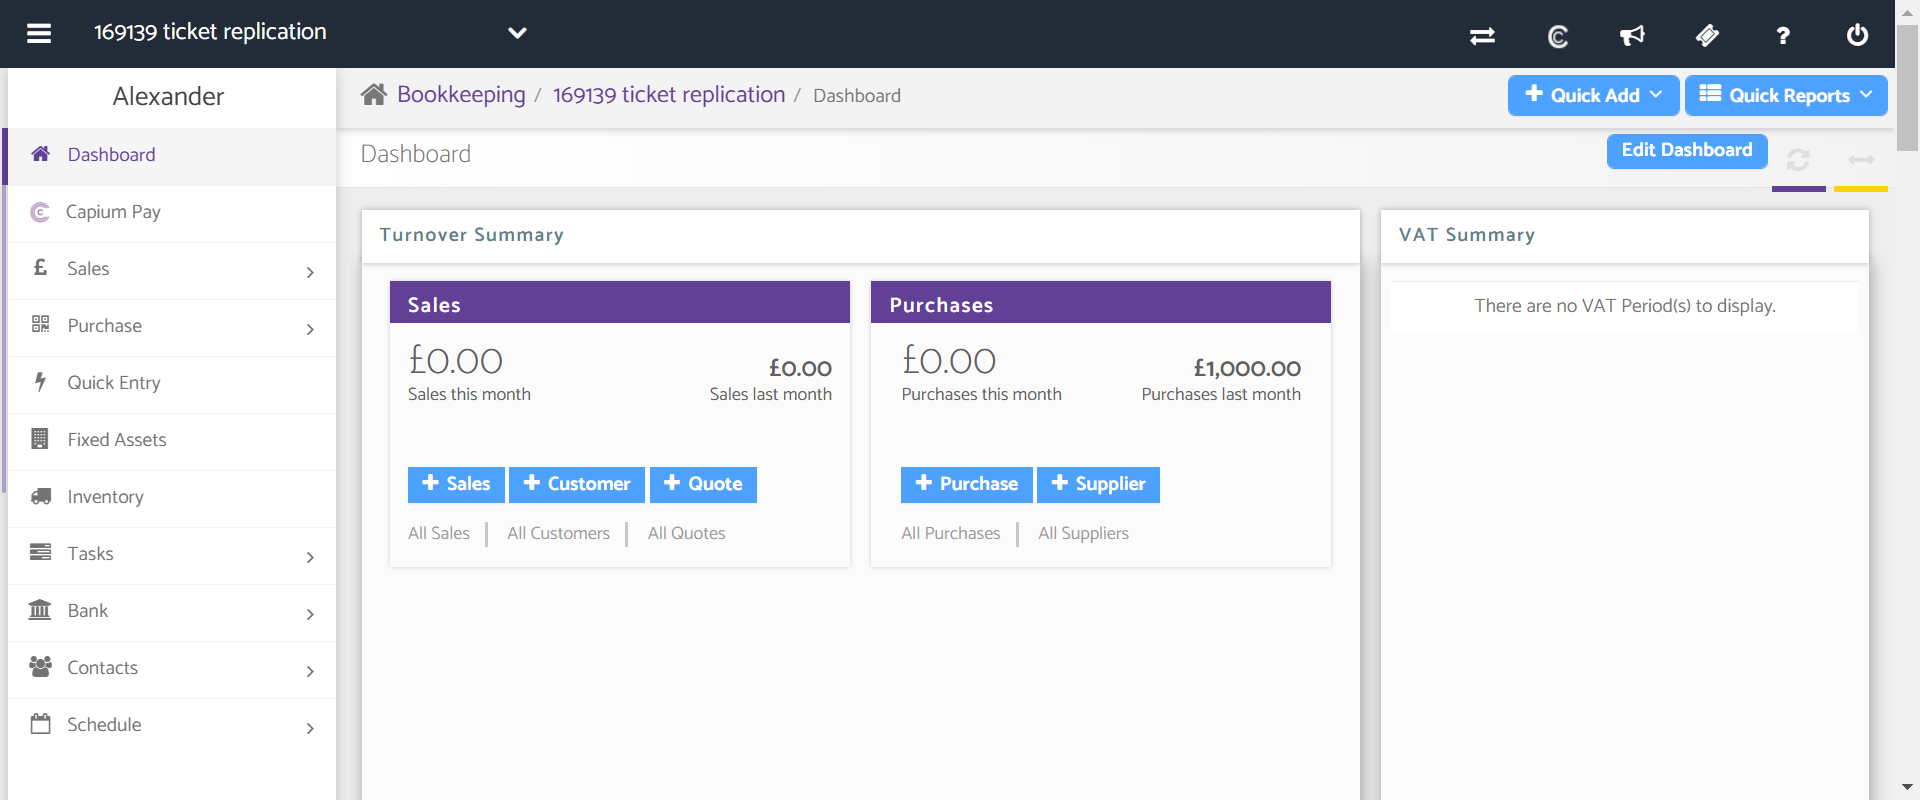 169139 ticket replication
Alexander
Dashboard
Capium Pay
Sales
Purchase
Quick Entry
Fixed Assets
Inventory
Tasks
Bank
Contacts
Schedule
Bookkeeping / 169139 ticket replication / Dashboard
Quick Add
Quick Reports
Dashboard
Edit Dashboard
Turnover Summary
Sales
£0.00
Sales this month
£0.00
Sales last month
+ Sales
+ Customer
+ Quote
All Sales
All Customers
All Quotes
Purchases
£0.00
Purchases this month
£1,000.00
Purchases last month
+ Purchase
+ Supplier
All Purchases
All Suppliers
VAT Summary
There are no VAT Period(s) to display.